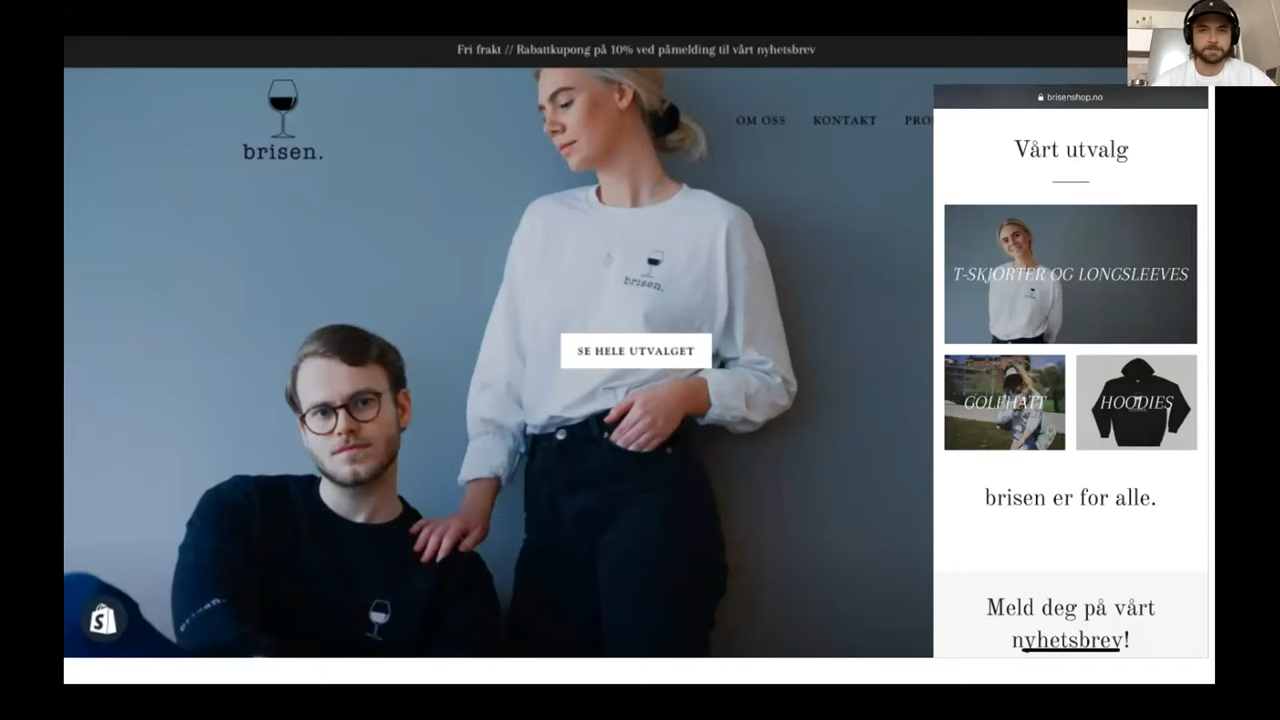 Fri frakt // Rabattkupong på 10% ved påmelding til vårt nyhetsbrev
brisen.
OM OSS
KONTAKT
brisen.
SE HELE UTVALGET
brisen.
brisenshop.no
Vårt utvalg
T-SKJORTER OG LONGSLEEVES
GOLFHATT
HOODIES
brisen er for alle.
Meld deg på vårt
nyhetsbrev!